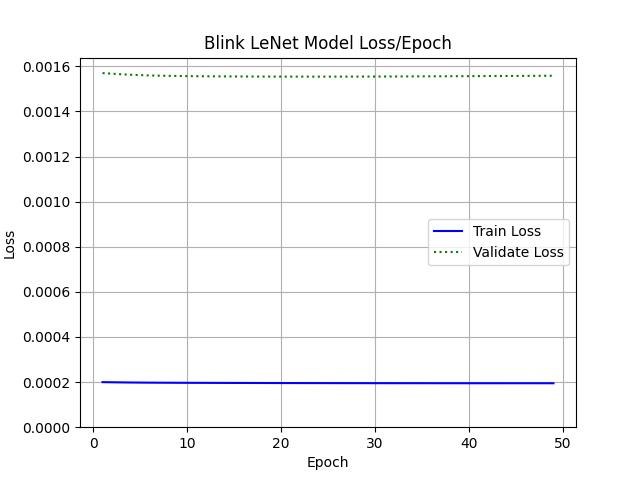 Blink LeNet Model Loss/Epoch
0.0016
0.0014
0.0012
0.0010
0.0008
0.0006
0.0004
0.0002
0.0000
Loss
Train Loss
Validate Loss
0 10 20 30 40 50
Epoch